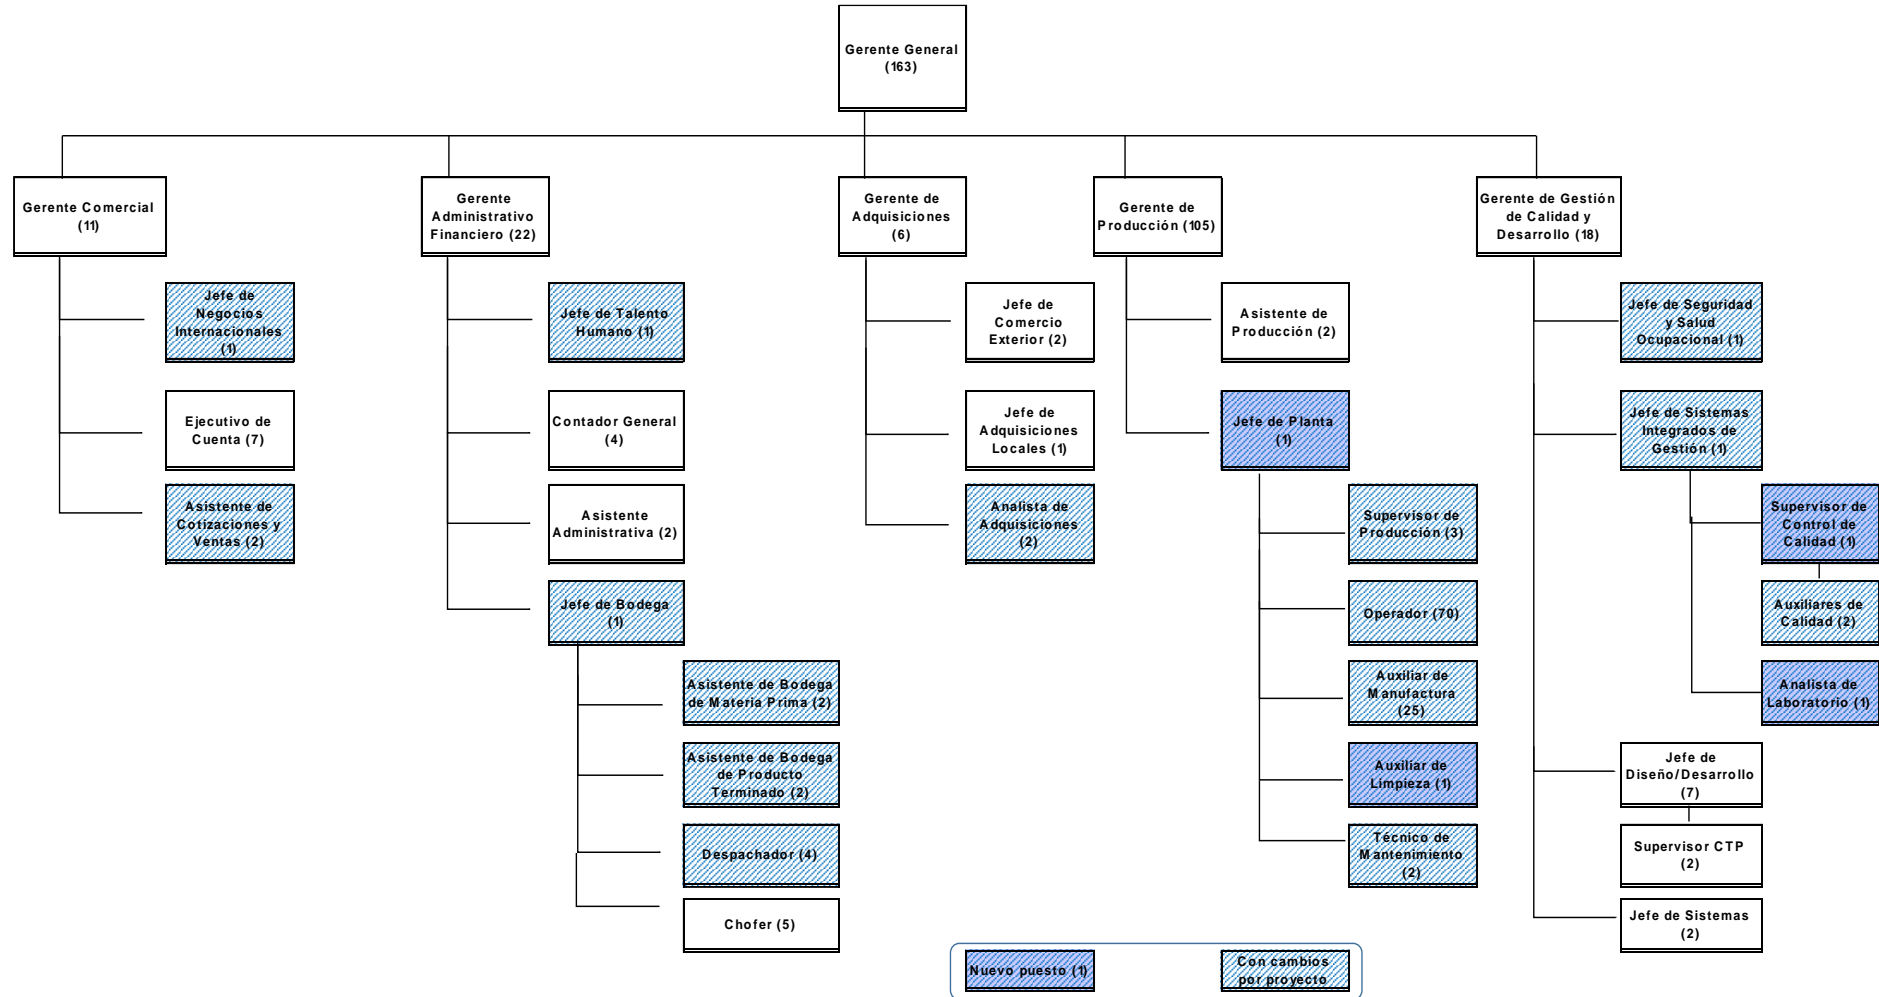 Gerente General
(163)
Gerente Comercial
(11)
Gerente
Administrativo
Financiero (22)
Gerente de
Adquisiciones
(6)
Gerente de
Producción (105)
Gerente de Gestión
de Calidad y
Desarrollo (18)
Jefe de
Negocios
Internacionales
(1)
Ejecutivo de
Cuenta (7)
Asistente de
Cotizaciones y
Ventas (2)
Jefe de Talento
Humano (1)
Contador General
(4)
Asistente
Administrativa (2)
Jefe de Bodega
(1)
Asistente de Bodega
de Materia Prima (2)
Asistente de Bodega
de Producto
Terminado (2)
Despachador (4)
Chofer (5)
Jefe de
Comercio
Exterior (2)
Jefe de
Adquisiciones
Locales (1)
Analista de
Adquisiciones
(2)
Asistente de
Producción (2)
Jefe de Planta
(1)
Supervisor de
Producción (3)
Operador (70)
Auxiliar de
Manufactura
(25)
Auxiliar de
Limpieza (1)
Técnico de
Mantenimiento
(2)
Jefe de Seguridad
y Salud
Ocupacional (1)
Jefe de Sistemas
Integrados de
Gestión (1)
Supervisor de
Control de
Calidad (1)
Auxiliares de
Calidad (2)
Analista de
Laboratorio (1)
Jefe de
Diseño/Desarrollo
(7)
Supervisor CTP
(2)
Jefe de Sistemas
(2)
Nuevo puesto (1)
Con cambios
por proyecto